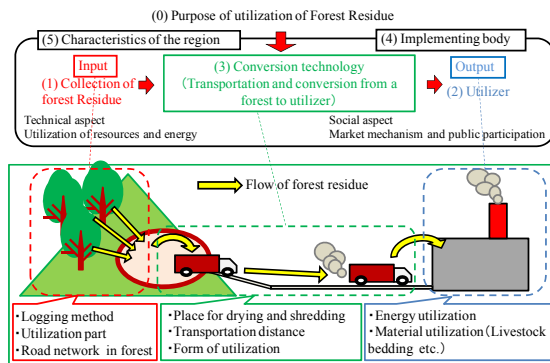 (0) Purpose of utilization of Forest Residue
(5) Characteristics of the region
(4) Implementing body
Input
(1) Collection of
forest Residue
(3) Conversion technology
(Transportation and conversion from a
forest to utilizer)
Output
(2) Utilizer
Technical aspect
Utilization of resources and energy
Social aspect
Market mechanism and public participation
Flow of forest residue
・Logging method
・Utilization part
・Road network in forest
・Place for drying and shredding
・Transportation distance
・Form of utilization
・Energy utilization
・Material utilization(Livestock
bedding etc.)